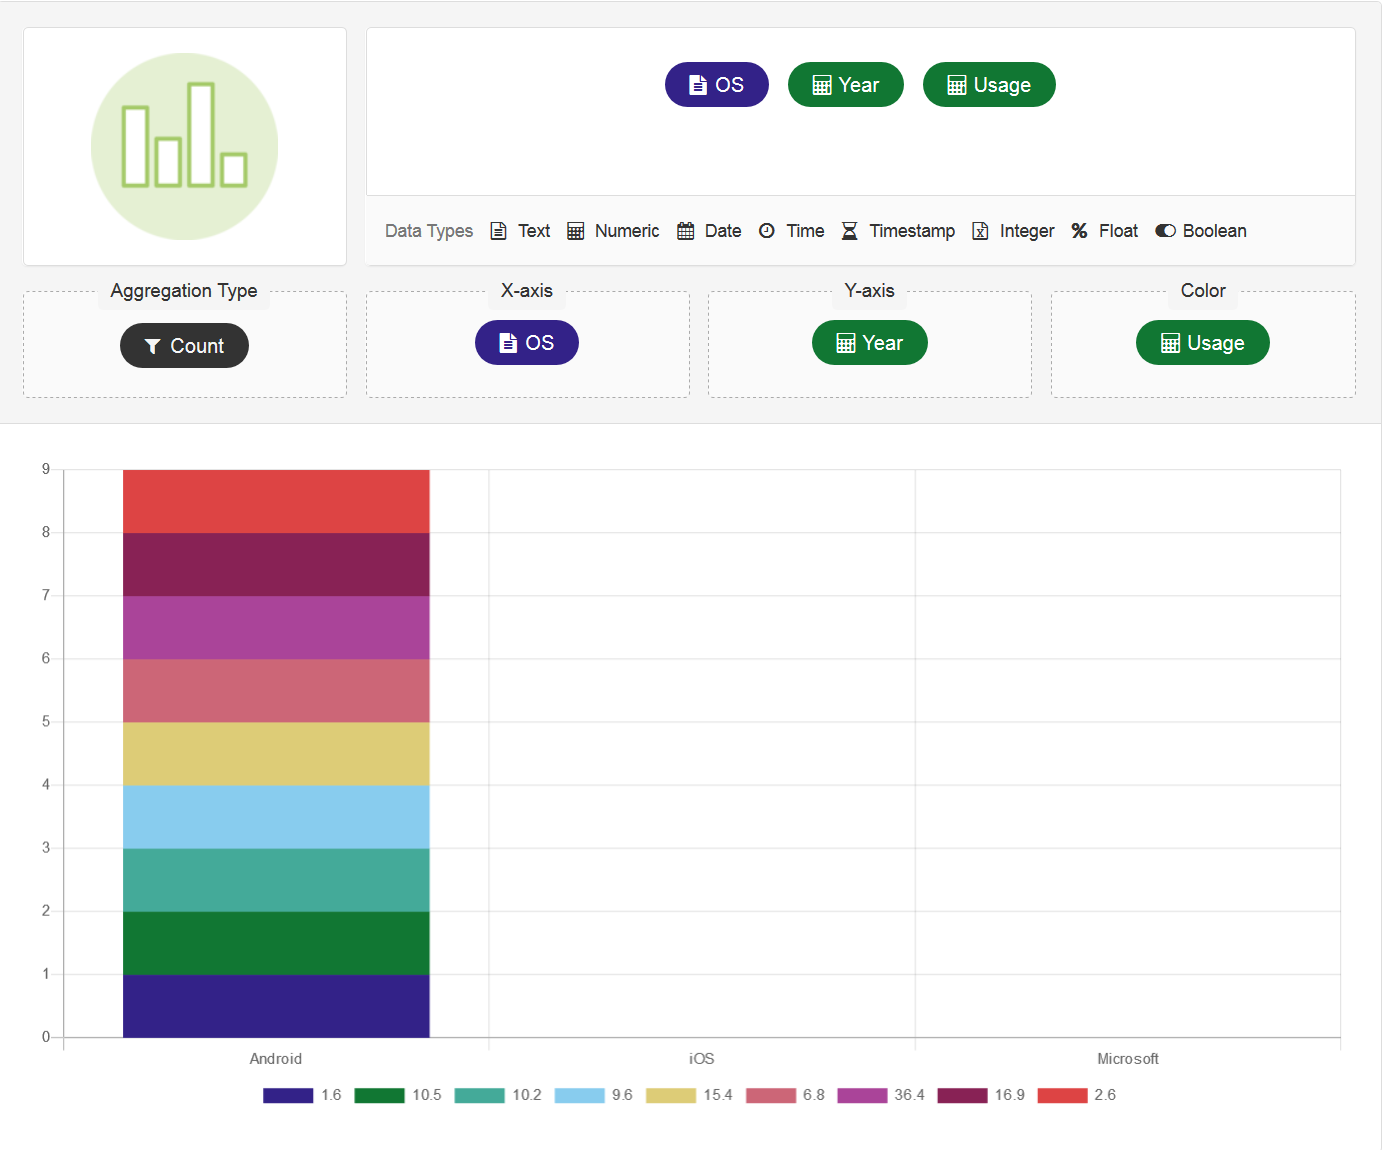 OS Year Usage
Data Types Text Numeric Date Time Timestamp Integer Float Boolean
Aggregation Type X-axis Y-axis Color
Count OS Year Usage
9
8
7
6
5
4
3
2
1
0
Android iOS Microsoft
1.6 10.5 10.2 9.6 15.4 6.8 36.4 16.9 2.6